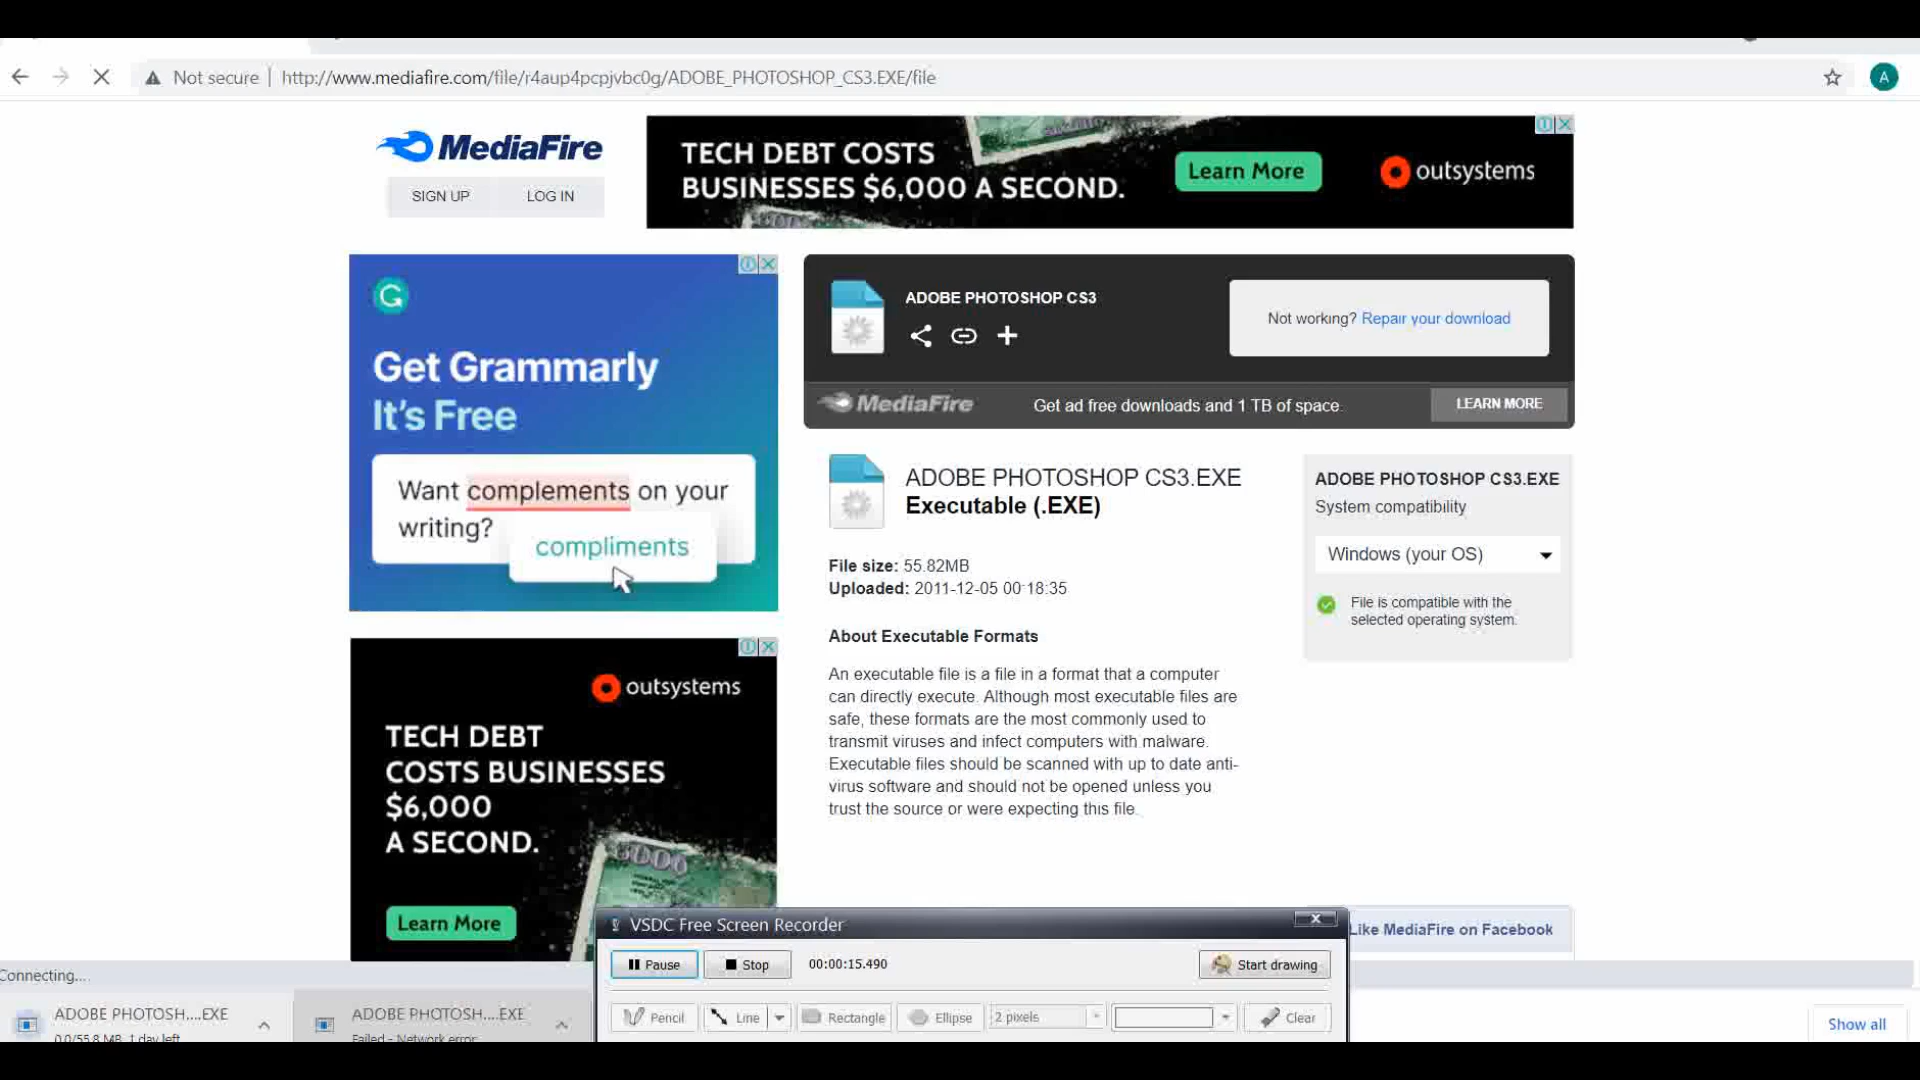 Not secure
http://www.mediafire.com/file/r4aup4pcpjvbc0g/ADOBE_PHOTOSHOP_CS3.EXE/file
A
MediaFire
SIGN UP
LOG IN
TECH DEBT COSTS
BUSINESSES $6,000 A SECOND.
Learn More
outsystems
Get Grammarly
It's Free
Want complements on your
writing?
compliments
ADOBE PHOTOSHOP CS3
Not working? Repair your download
MediaFire
Get ad free downloads and 1 TB of space.
LEARN MORE
ADOBE PHOTOSHOP CS3.EXE
Executable (.EXE)
File size: 55.82MB
Uploaded: 2011-12-05 00:18:35
About Executable Formats
An executable file is a file in a format that a computer
can directly execute. Although most executable files are
safe, these formats are the most commonly used to
transmit viruses and infect computers with malware.
Executable files should be scanned with up to date anti-
virus software and should not be opened unless you
trust the source or were expecting this file.
ADOBE PHOTOSHOP CS3.EXE
System compatibility
Windows (your OS)
File is compatible with the
selected operating system.
outsystems
TECH DEBT
COSTS BUSINESSES
$6,000
A SECOND.
Learn More
Like MediaFire on Facebook
VSDC Free Screen Recorder
Pause
Stop
00:00:15.490
Start drawing
Pencil
Line
Rectangle
Ellipse
2 pixels
Clear
Connecting....
ADOBE PHOTOSH....EXE
0.0/55.8 MB, 1 day left
ADOBE PHOTOSH....EXE
Failed - Network error
Show all